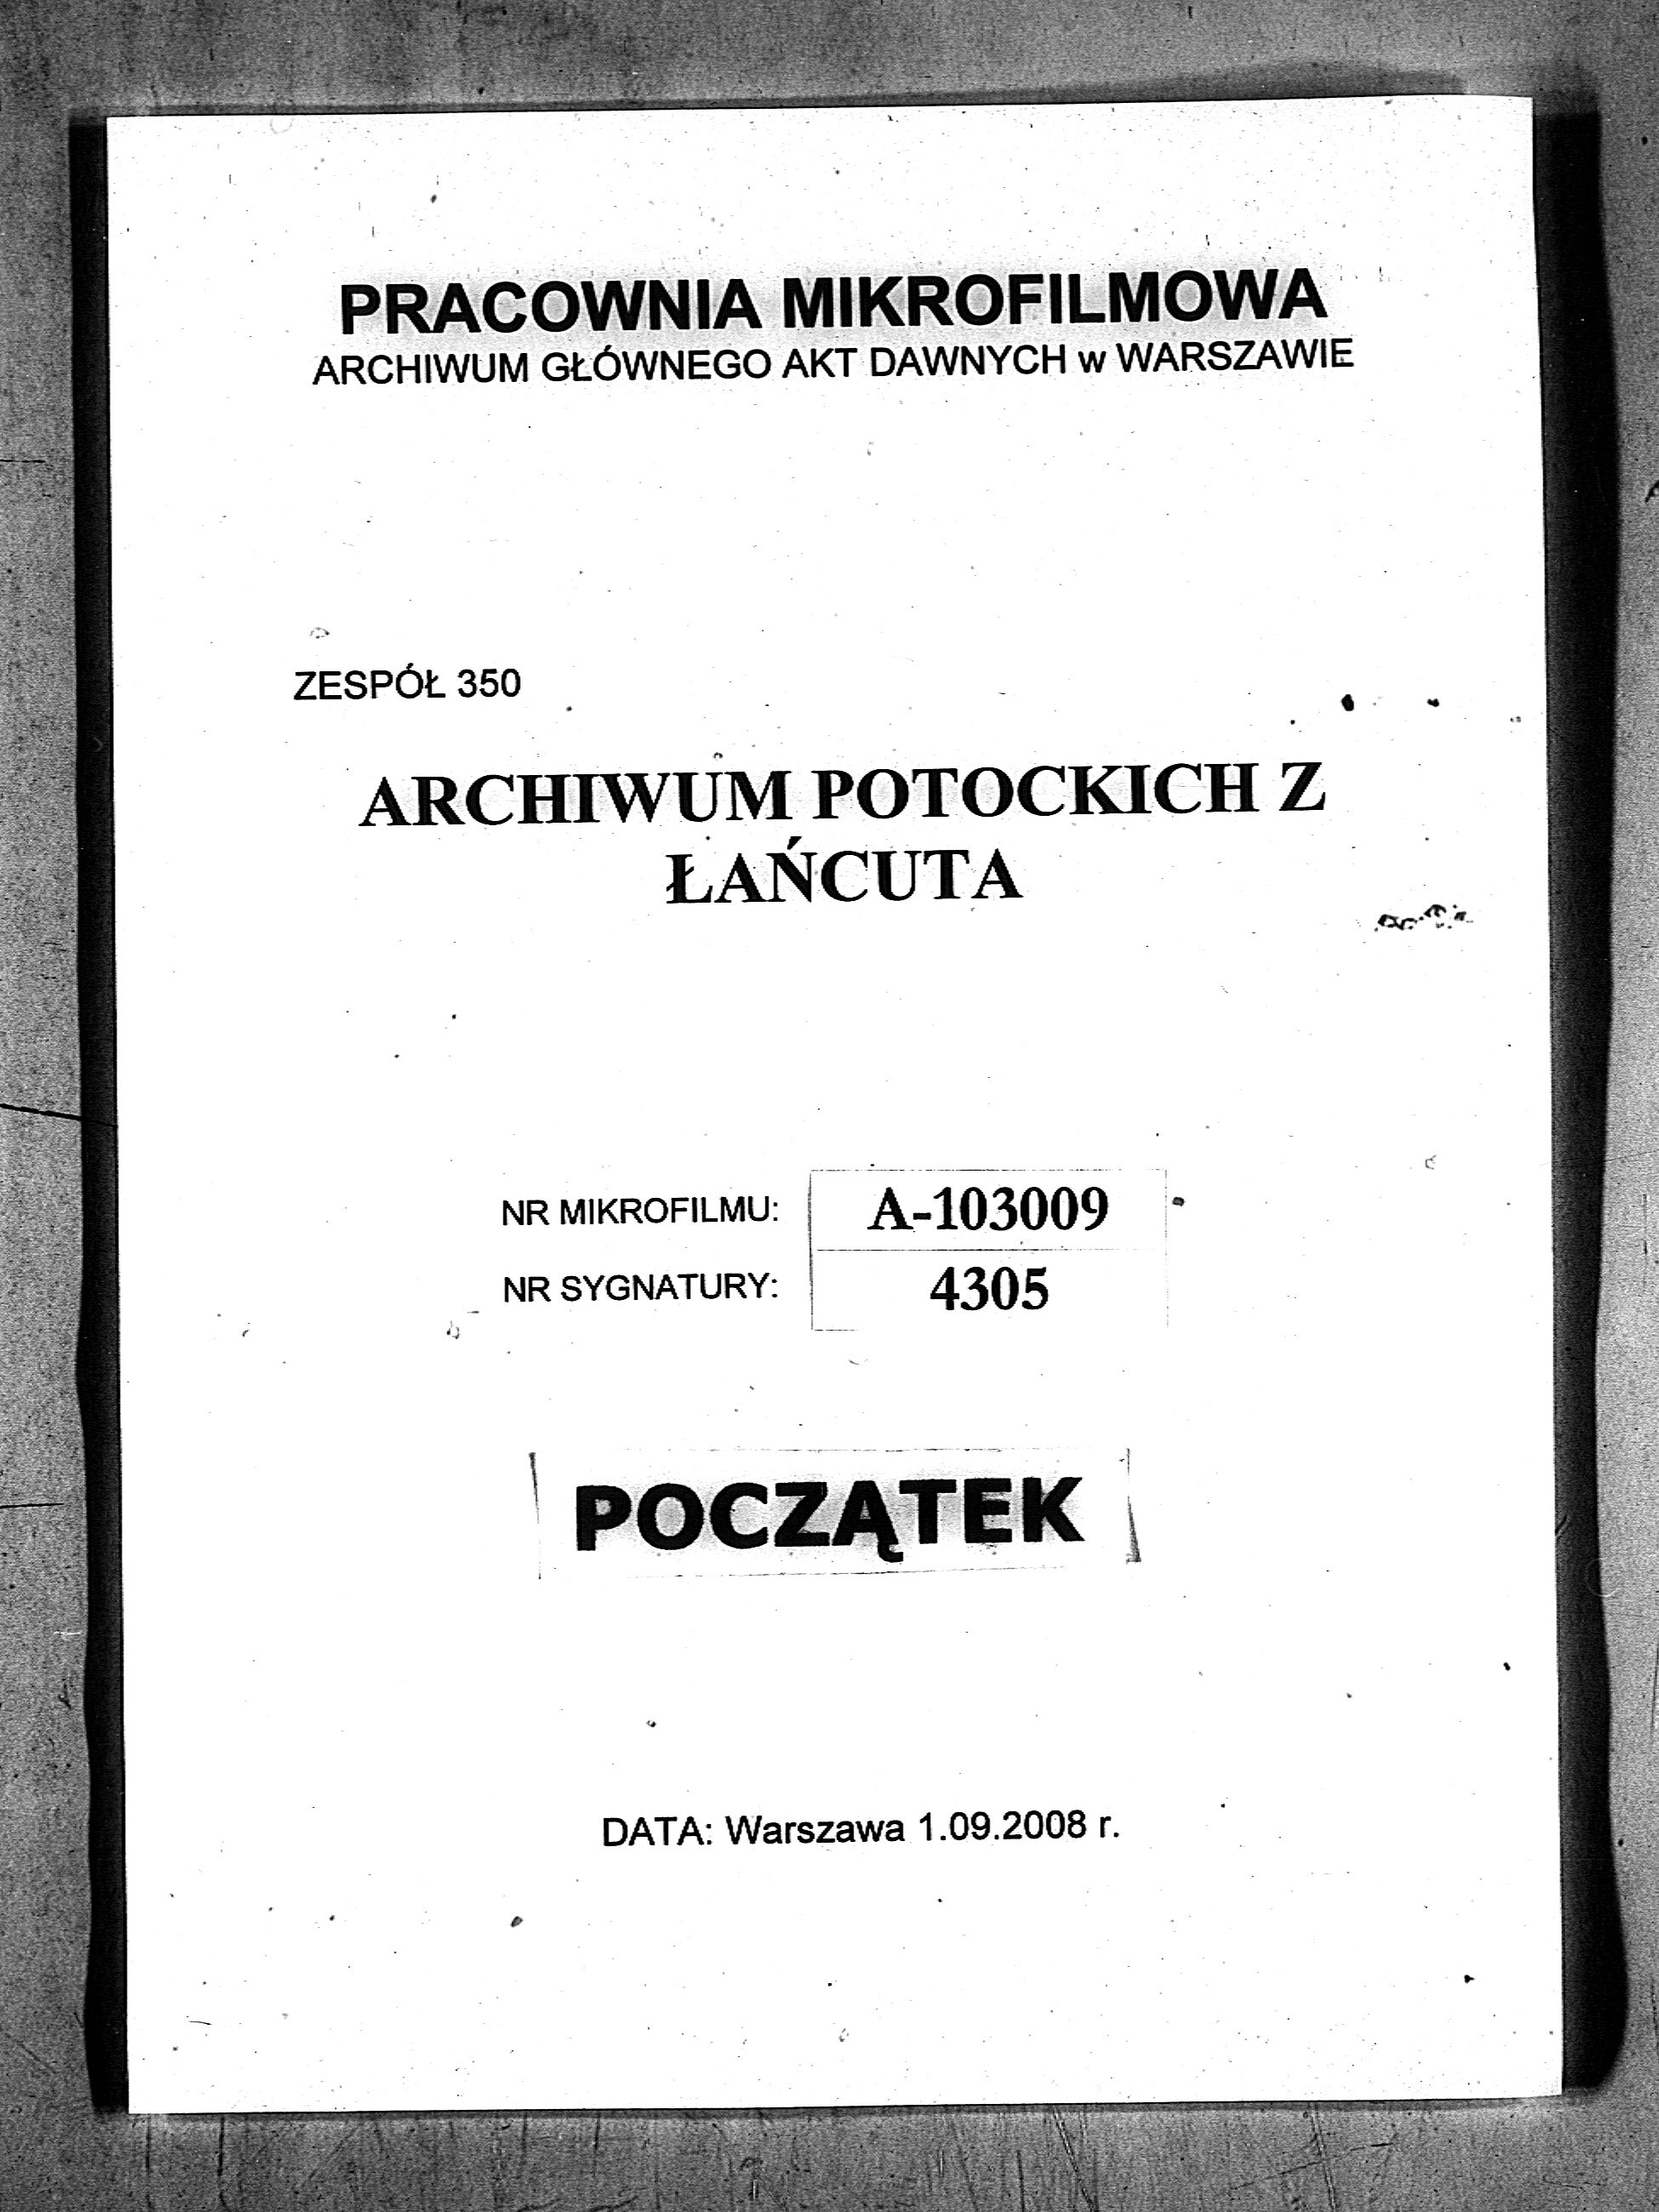 PRACOWNIA MIKROFILMOWA
ARCHIWUM GŁÓWNEGO AKT DAWNYCH w WARSZAWIE
ZESPÓŁ 350
ARCHIWUM POTOCKICH Z
ŁAŃCUTA
NR MIKROFILMU: A-103009
NR SYGNATURY: 4305
POCZĄTEK
DATA: Warszawa 1.09.2008 r.